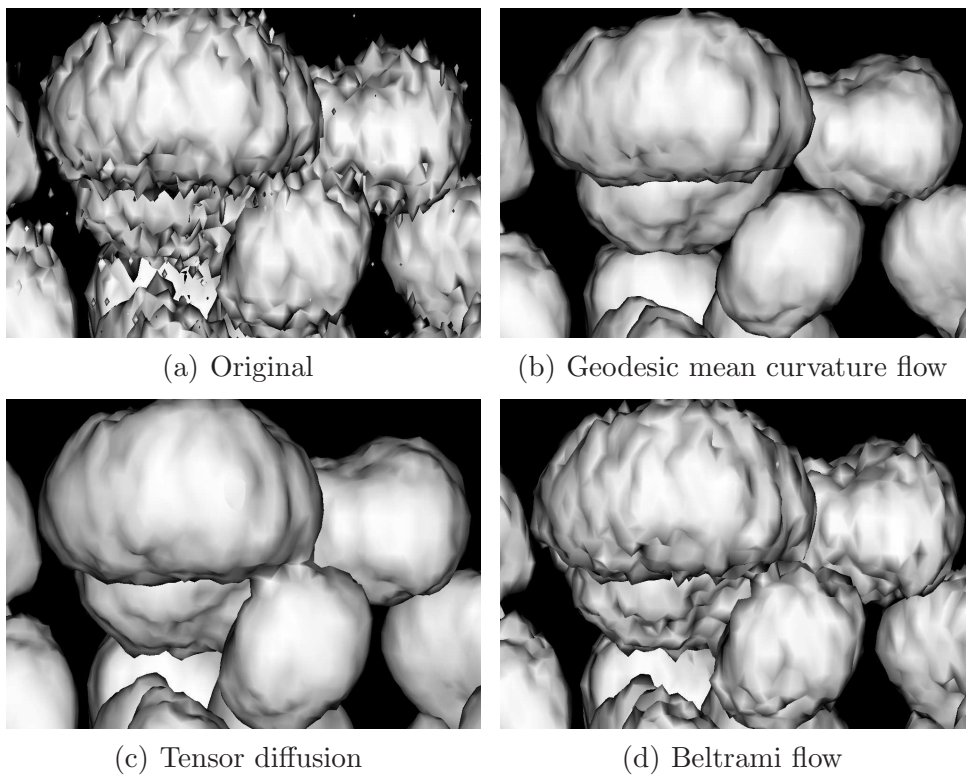 (a) Original
(b) Geodesic mean curvature flow
(c) Tensor diffusion
(d) Beltrami flow